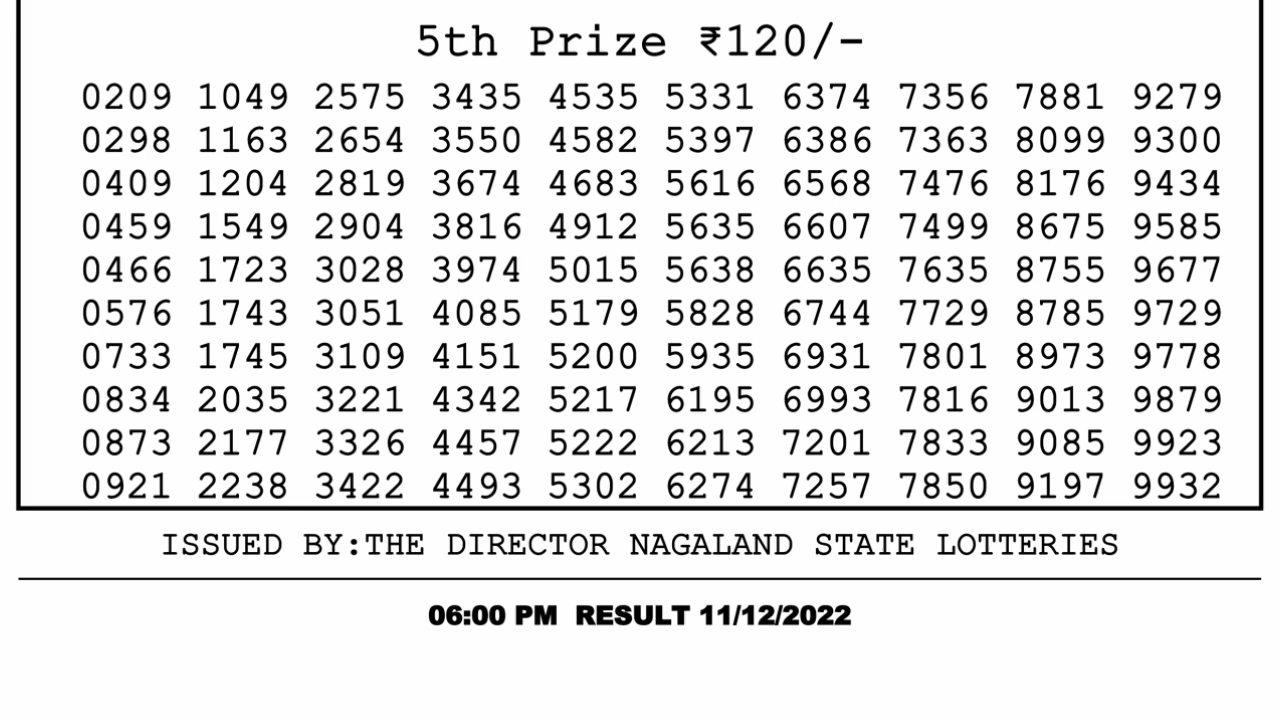 5th Prize ₹120/-
0209 1049 2575 3435 4535 5331 6374 7356 7881 9279
0298 1163 2654 3550 4582 5397 6386 7363 8099 9300
0409 1204 2819 3674 4683 5616 6568 7476 8176 9434
0459 1549 2904 3816 4912 5635 6607 7499 8675 9585
0466 1723 3028 3974 5015 5638 6635 7635 8755 9677
0576 1743 3051 4085 5179 5828 6744 7729 8785 9729
0733 1745 3109 4151 5200 5935 6931 7801 8973 9778
0834 2035 3221 4342 5217 6195 6993 7816 9013 9879
0873 2177 3326 4457 5222 6213 7201 7833 9085 9923
0921 2238 3422 4493 5302 6274 7257 7850 9197 9932
ISSUED BY:THE DIRECTOR NAGALAND STATE LOTTERIES
06:00 PM RESULT 11/12/2022